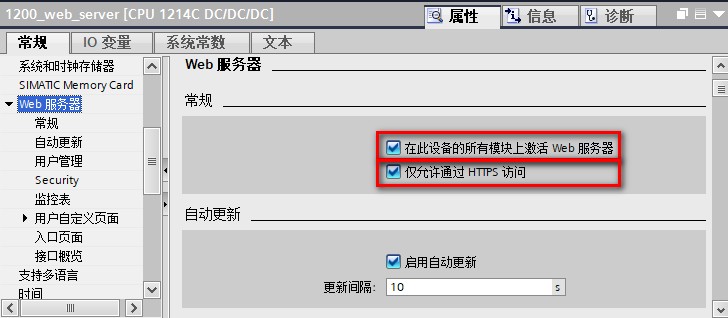 1200_web_server [CPU 1214C DC/DC/DC]
属性
信息
诊断
常规
IO 变量
系统常数
文本
系统和时钟存储器
SIMATIC Memory Card
Web 服务器
常规
自动更新
用户管理
Security
监控表
用户自定义页面
入口页面
接口概览
支持多语言
时间
Web 服务器
常规
在此设备的所有模块上激活 Web 服务器
仅允许通过 HTTPS 访问
自动更新
启用自动更新
更新间隔: 10 s